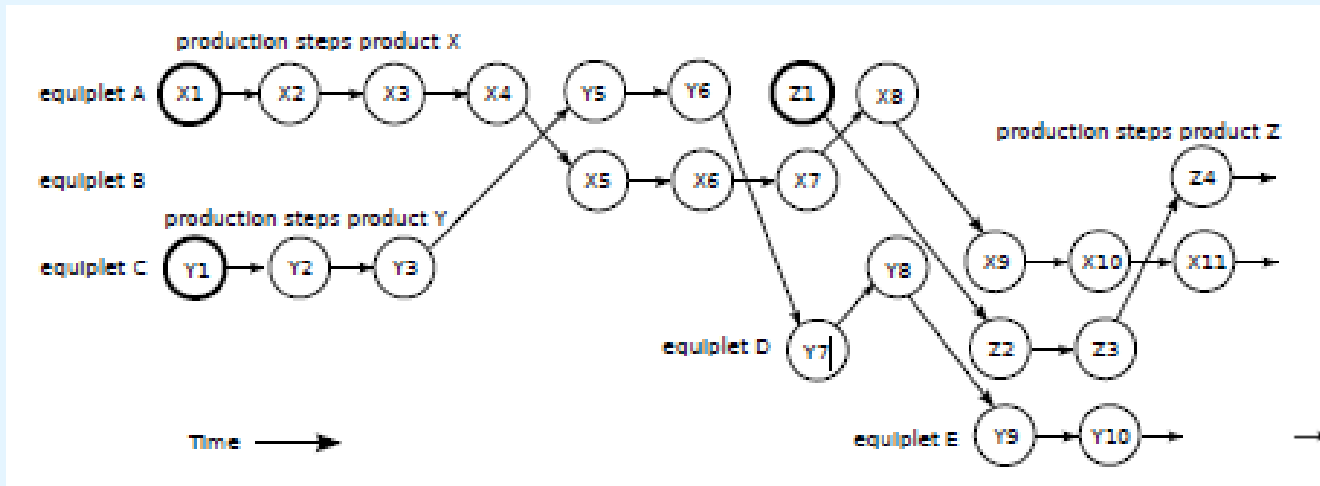 production steps product X
equiplet A X1 X2 X3 X4 Y5 Y6 Z1 X8
production steps product Z
equiplet B X5 X6 X7 Z4
production steps product Y
equiplet C Y1 Y2 Y3 Y8 X9 X10 X11
equiplet D Y7 Z2 Z3
Time equiplet E Y9 Y10